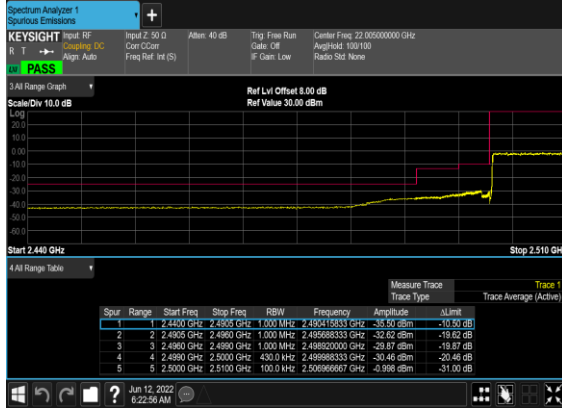 Spectrum Analyzer 1
Spurious Emissions
+
KEYSIGHT Input: RF Input Z: 50 Ω Atten: 40 dB Trig: Free Run Center Freq: 22.005000000 GHz
R T Coupling: DC Corr CCorr Gate: Off Avg|Hold: 100/100
Align: Auto Freq Ref: Int (S) IF Gain: Low Radio Std: None
PASS
3 All Range Graph
Ref Lvl Offset 8.00 dB
Scale/Div 10.0 dB Ref Value 30.00 dBm
Log
20.0
10.0
0.00
-10.0
-20.0
-30.0
-40.0
-50.0
-60.0
Start 2.440 GHz Stop 2.510 GH
4 All Range Table
Measure Trace Trace 1
Trace Type Trace Average (Active)
Spur Range Start Freq Stop Freq RBW Frequency Amplitude ΔLimit
1 1 2.4400 GHz 2.4905 GHz 1.000 MHz 2.490415833 GHz -35.50 dBm -10.50 dB
2 2 2.4905 GHz 2.4960 GHz 1.000 MHz 2.495688333 GHz -32.62 dBm -19.62 dB
3 3 2.4960 GHz 2.4990 GHz 1.000 MHz 2.498920000 GHz -29.87 dBm -19.87 dB
4 4 2.4990 GHz 2.5000 GHz 430.0 kHz 2.499988333 GHz -30.46 dBm -20.46 dB
5 5 2.5000 GHz 2.5100 GHz 100.0 kHz 2.506966667 GHz -0.998 dBm -31.00 dB
? Jun 12, 2022
6:22:56 AM